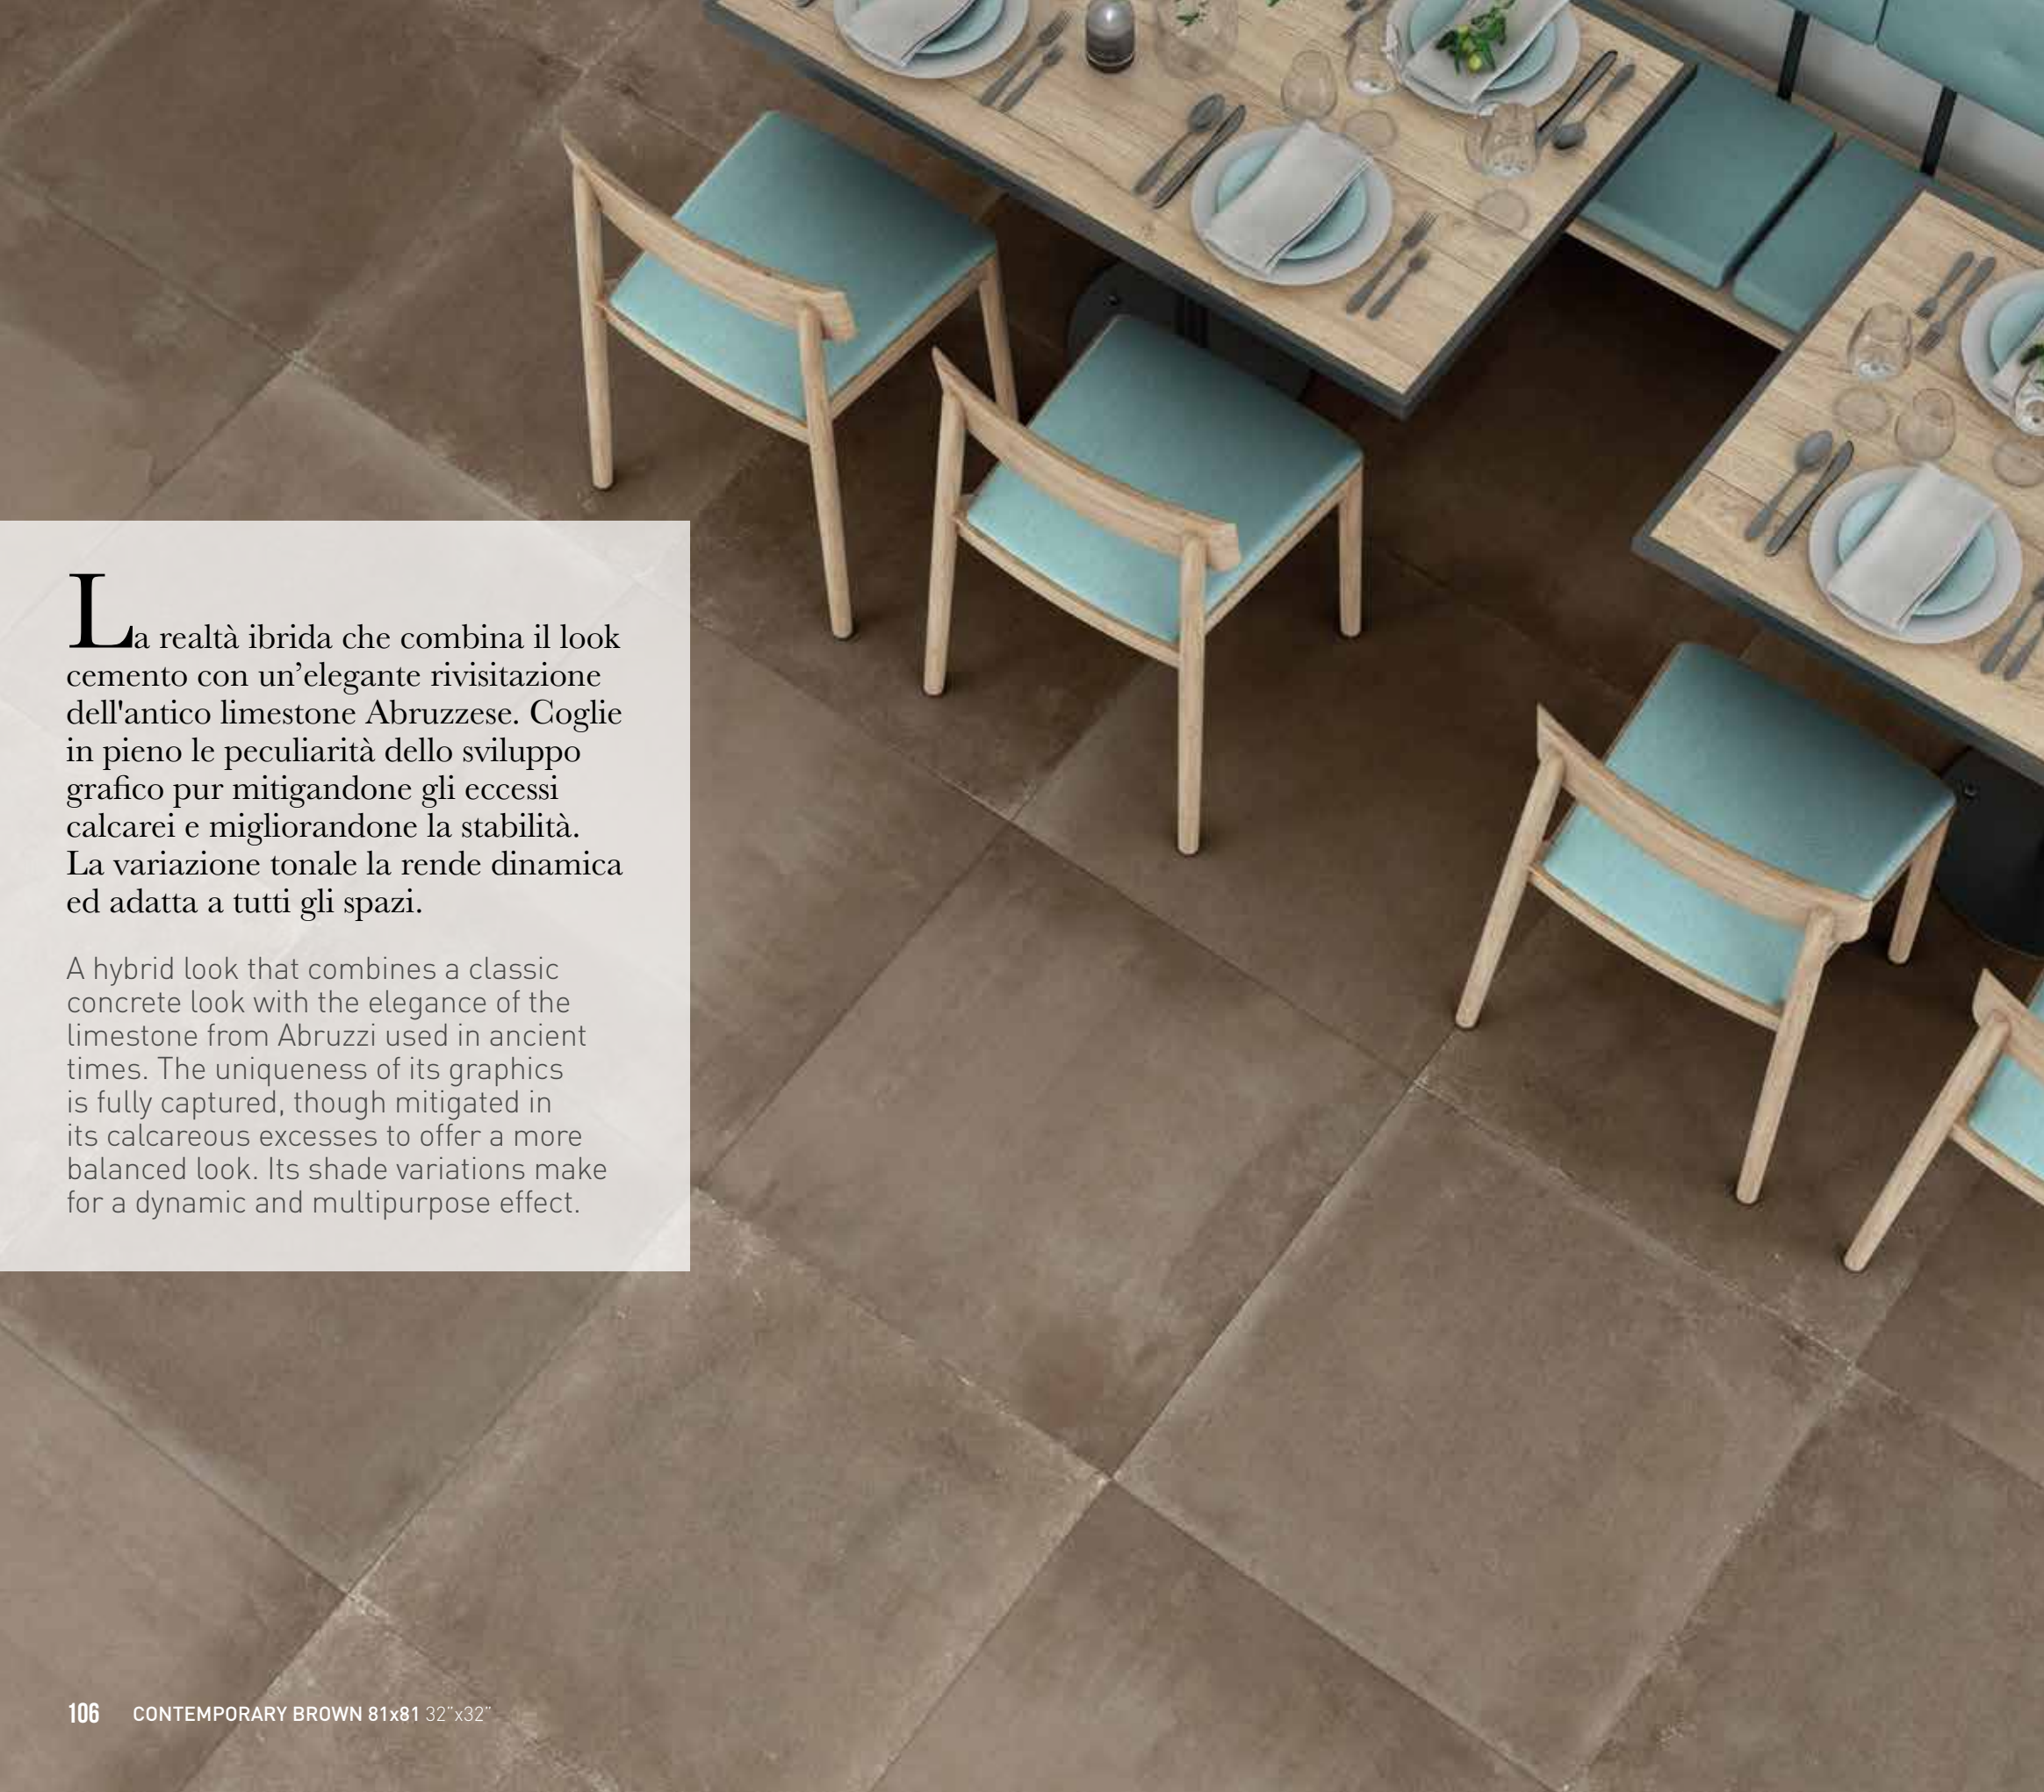 La realtà ibrida che combina il look
cemento con un’elegante rivisitazione
dell'antico limestone Abruzzese. Coglie
in pieno le peculiarità dello sviluppo
grafico pur mitigandone gli eccessi
calcarei e migliorandone la stabilità.
La variazione tonale la rende dinamica
ed adatta a tutti gli spazi.
A hybrid look that combines a classic
concrete look with the elegance of the
limestone from Abruzzi used in ancient
times. The uniqueness of its graphics
is fully captured, though mitigated in
its calcareous excesses to offer a more
balanced look. Its shade variations make
for a dynamic and multipurpose effect.
106 CONTEMPORARY BROWN 81x81 32”x32”